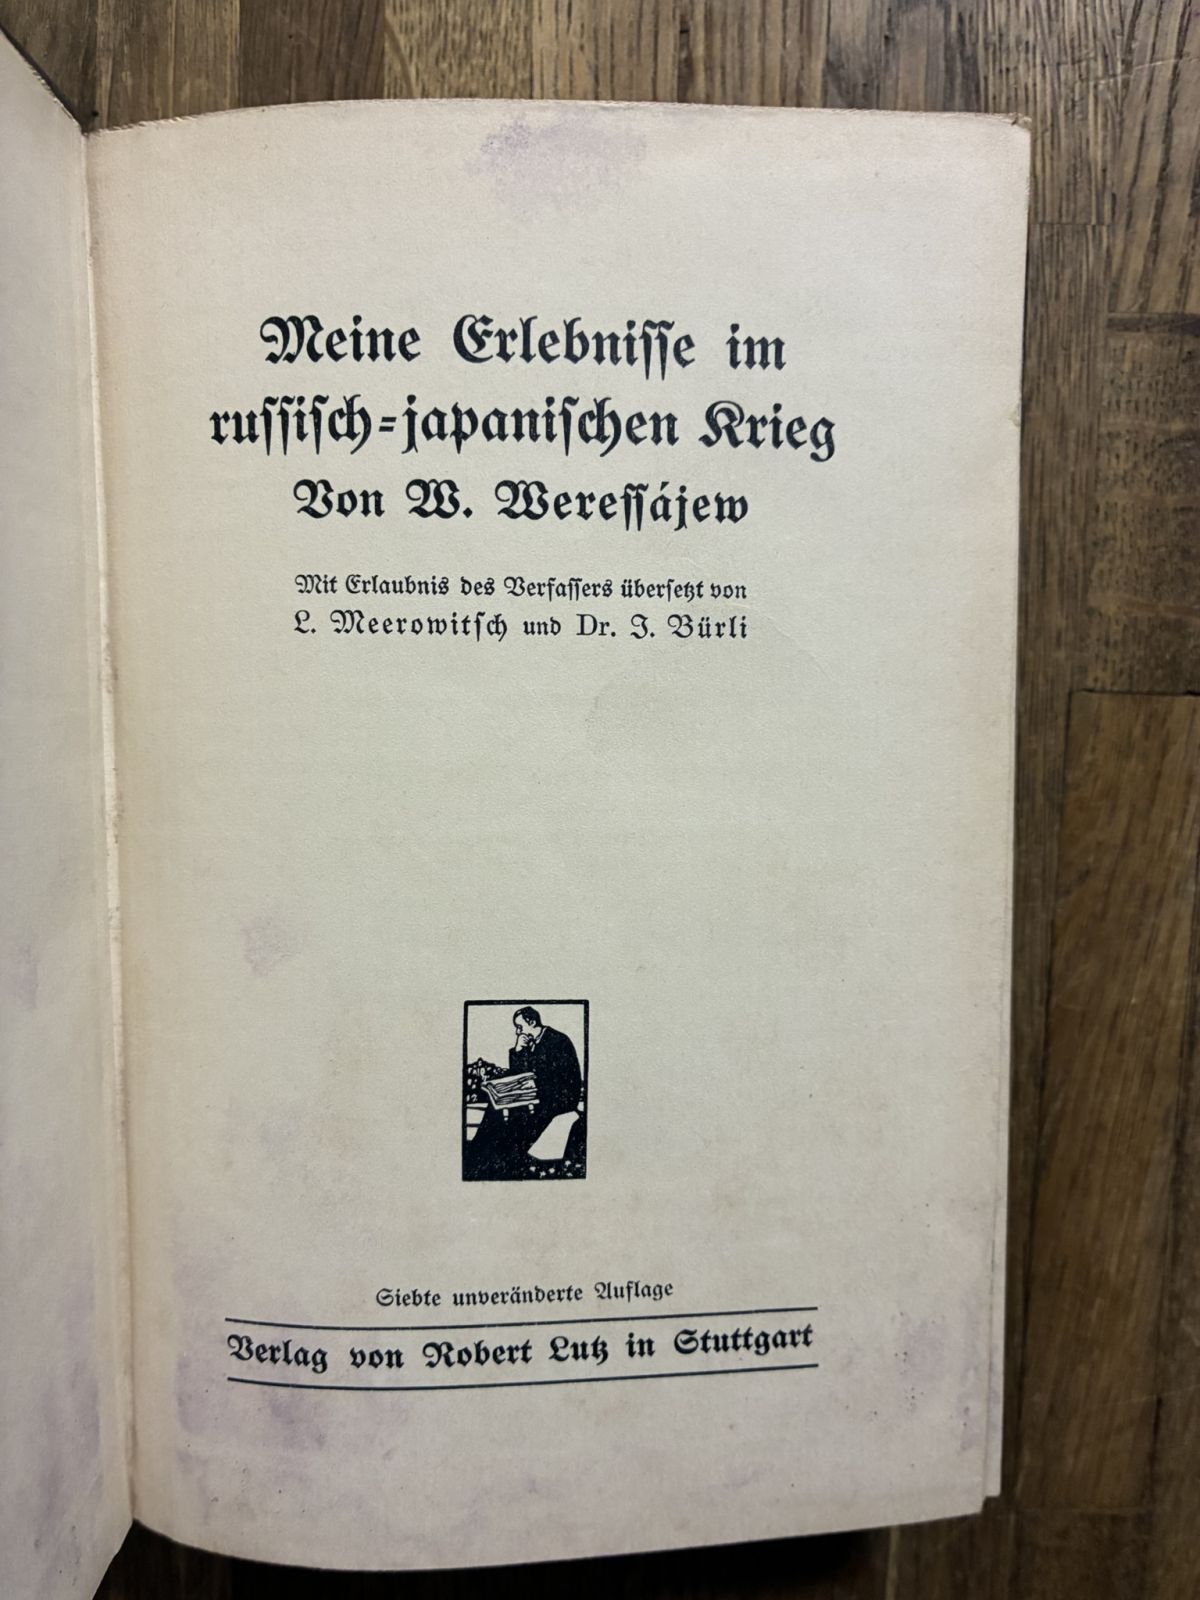 Meine Erlebniſſe im
ruſſiſch=japaniſchen Krieg
Von W. Wereſſájew
Mit Erlaubnis des Verfaſſers überſetzt von
L. Meerowitſch und Dr. J. Bürli
Siebte unveränderte Auflage
Verlag von Robert Lutz in Stuttgart